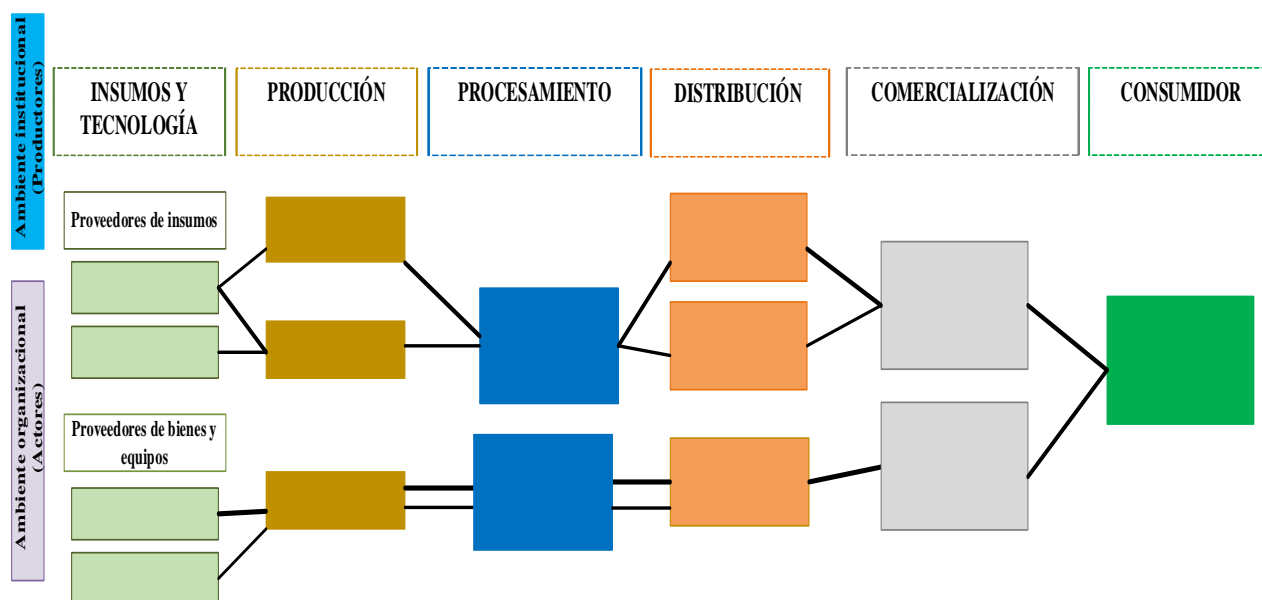 Ambiente institucional
(Productores)
INSUMOS Y
TECNOLOGÍA
PRODUCCIÓN
PROCESAMIENTO
DISTRIBUCIÓN
COMERCIALIZACIÓN
CONSUMIDOR
Proveedores de insumos
Ambiente organizacional
(Actores)
Proveedores de bienes y
equipos